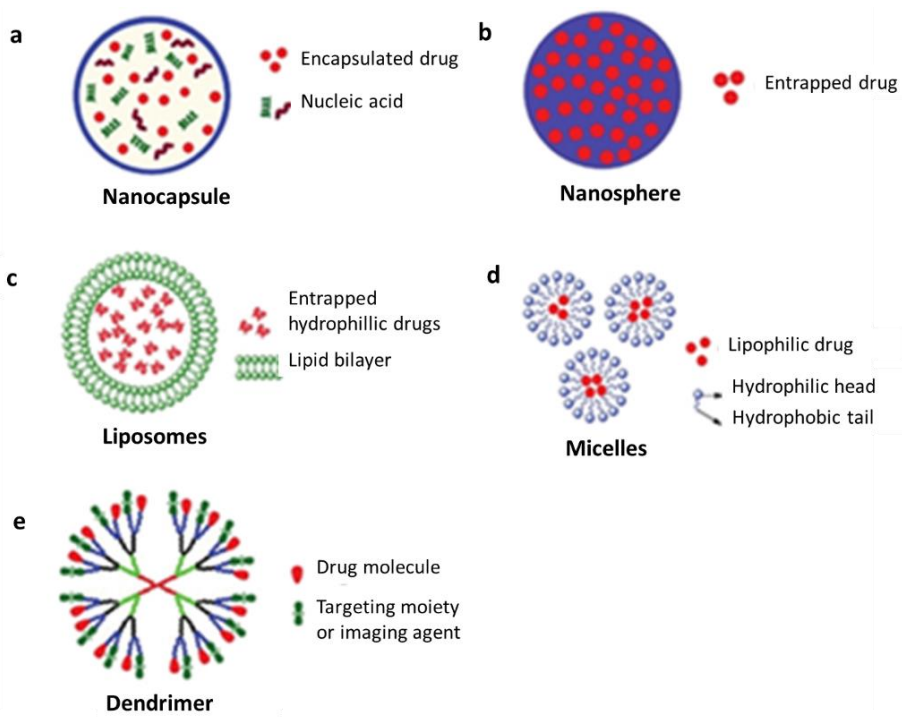 a
Encapsulated drug
Nucleic acid
Nanocapsule
b
Entrapped drug
Nanosphere
c
Entrapped
hydrophillic drugs
Lipid bilayer
Liposomes
d
Lipophilic drug
Hydrophilic head
Hydrophobic tail
Micelles
e
Drug molecule
Targeting moiety
or imaging agent
Dendrimer